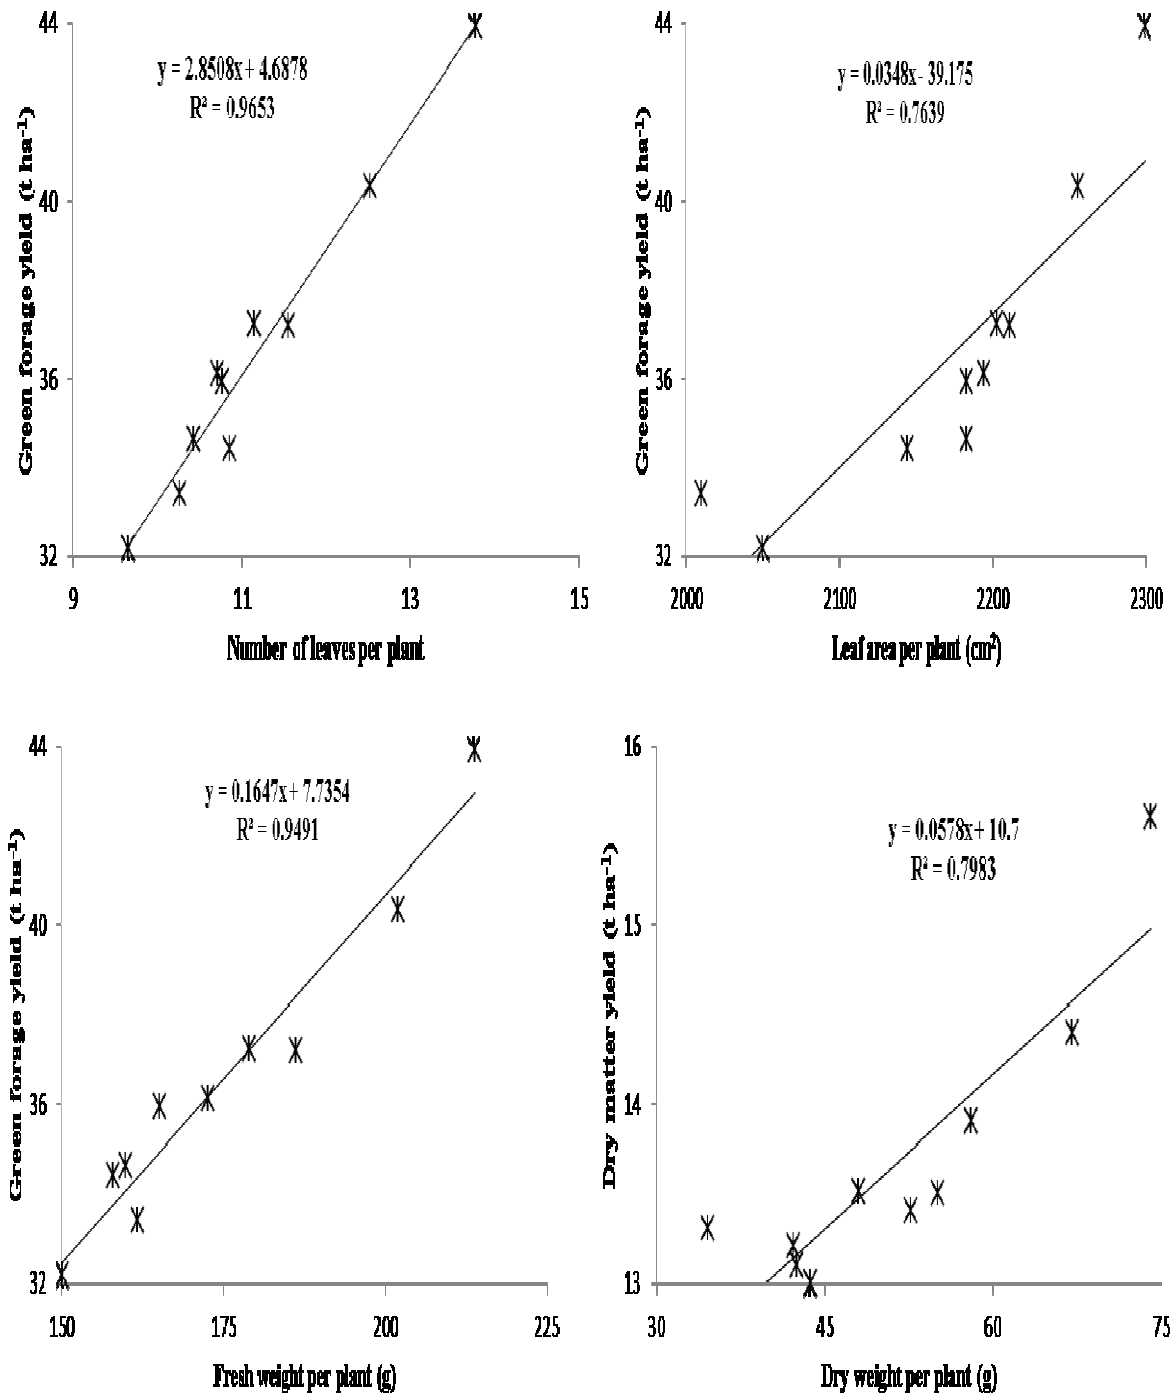 44
40
36
32
Green forage yield (t ha⁻¹)
y = 2.8508x + 4.6878
R² = 0.9653
9 11 13 15
Number of leaves per plant
44
40
36
32
Green forage yield (t ha⁻¹)
y = 0.0348x - 39.175
R² = 0.7639
2000 2100 2200 2300
Leaf area per plant (cm²)
44
40
36
32
Green forage yield (t ha⁻¹)
y = 0.1647x + 7.7354
R² = 0.9491
150 175 200 225
Fresh weight per plant (g)
16
15
14
13
Dry matter yield (t ha⁻¹)
y = 0.0578x + 10.7
R² = 0.7983
30 45 60 75
Dry weight per plant (g)